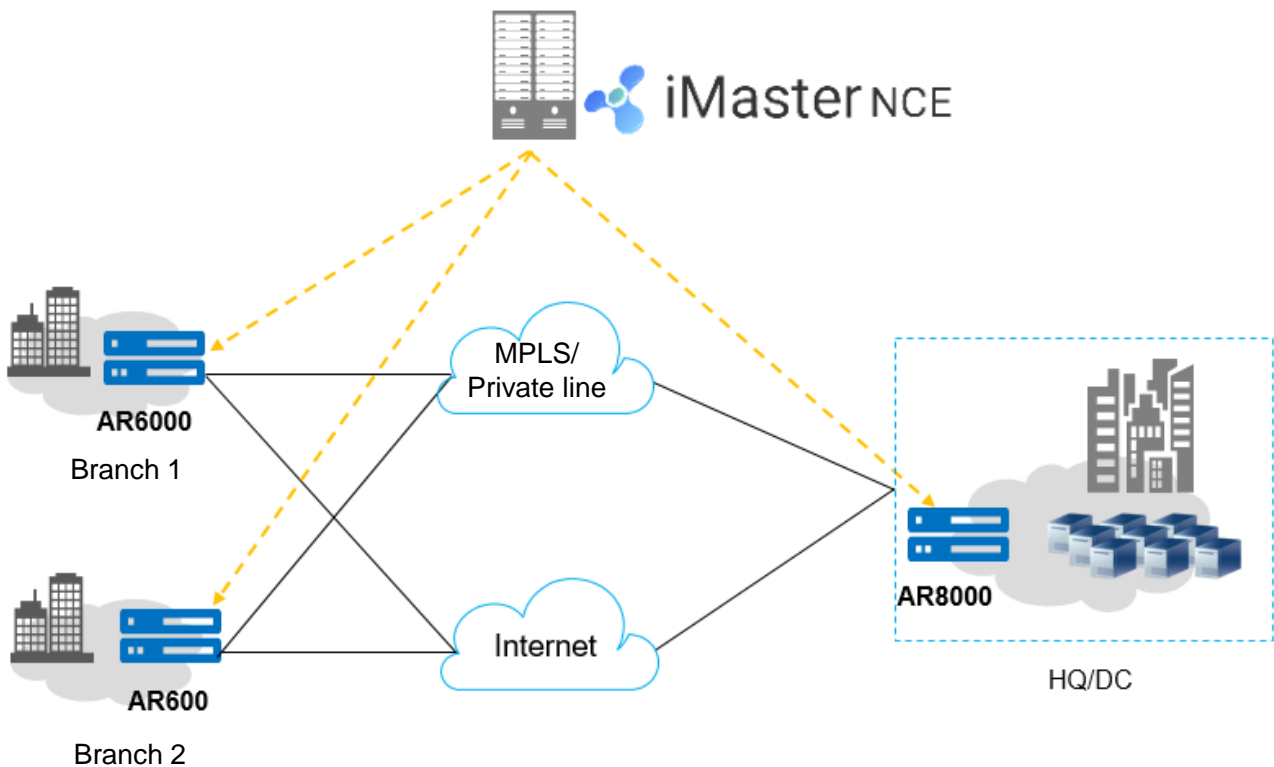 iMaster NCE
MPLS/
Private line
AR6000
Branch 1
AR8000
Internet
HQ/DC
AR600
Branch 2